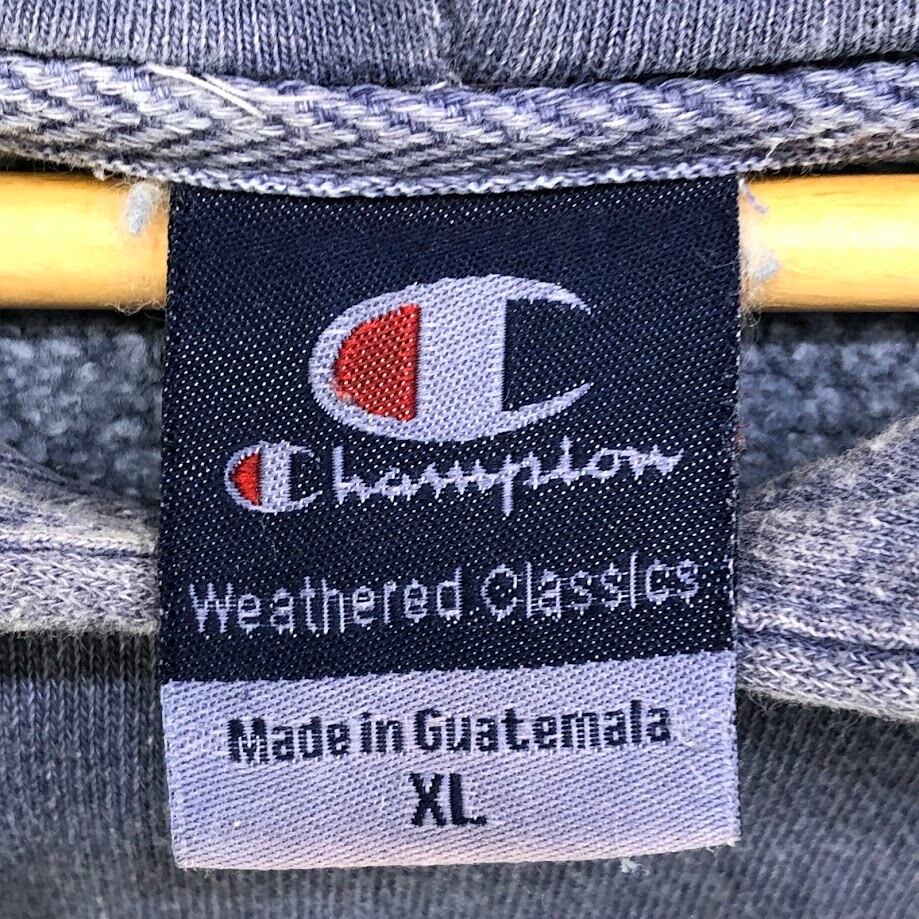 Champion
Weathered Classics
Made in Guatemala
XL